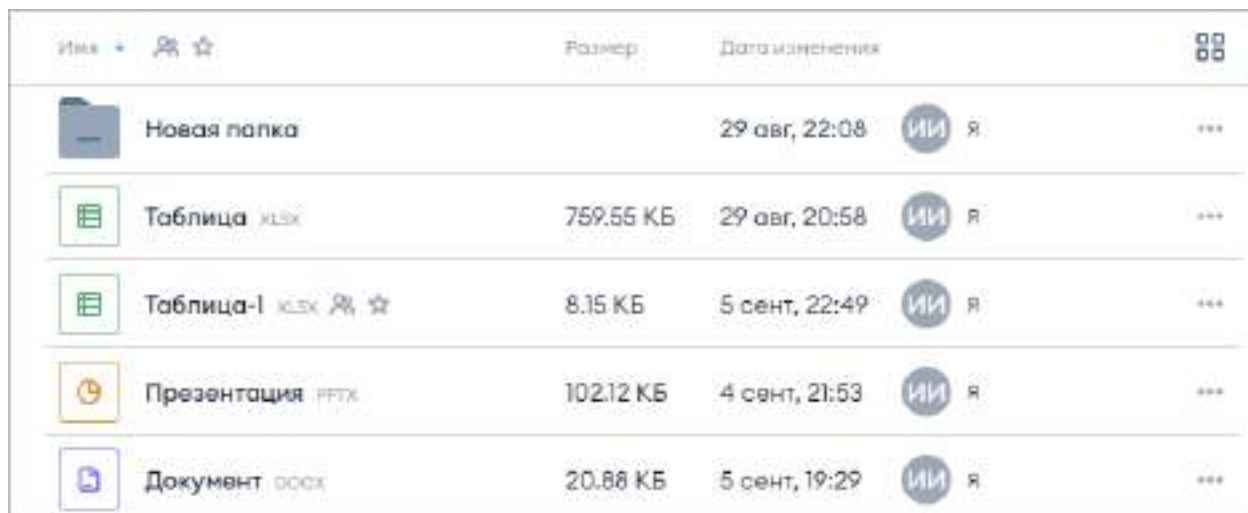 Имя Размер Дата изменения
Новая папка 29 авг, 22:08 ИИ Я
Таблица XLSX 759.55 КБ 29 авг, 20:58 ИИ Я
Таблица-1 XLSX 8.15 КБ 5 сент, 22:49 ИИ Я
Презентация PPTX 102.12 КБ 4 сент, 21:53 ИИ Я
Документ DOCX 20.88 КБ 5 сент, 19:29 ИИ Я